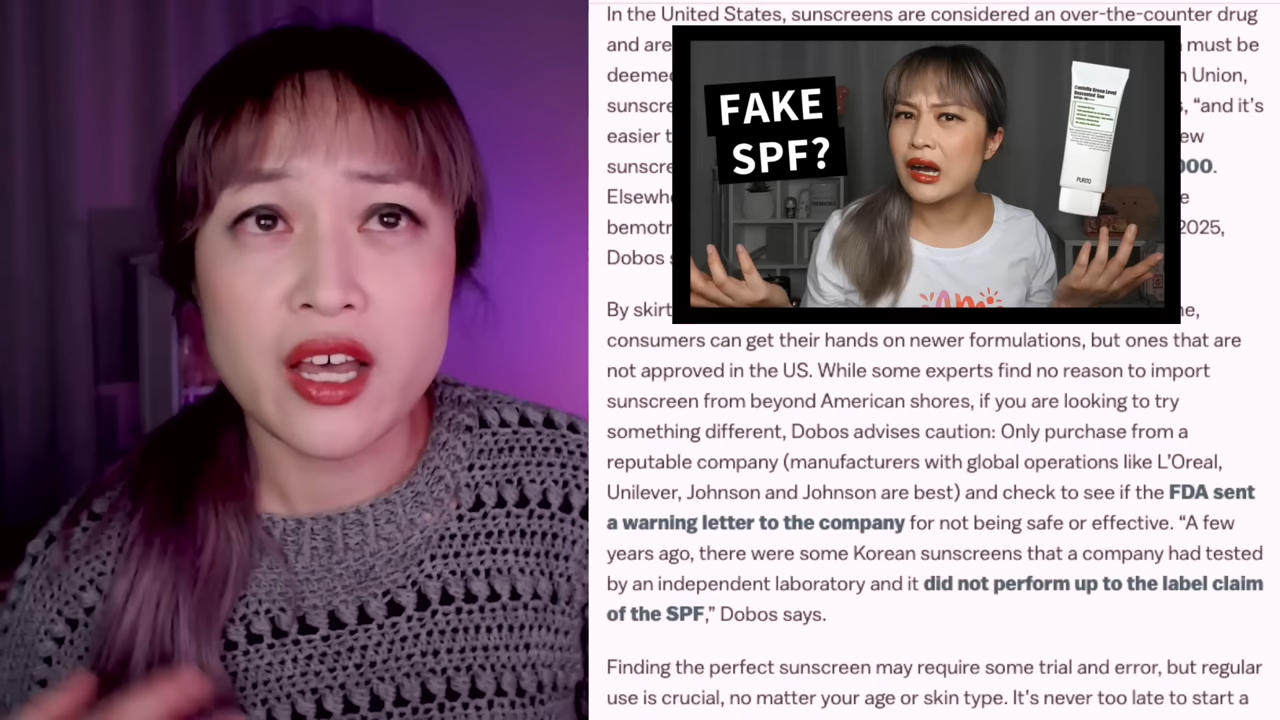 In the United States, sunscreens are considered an over-the-counter drug
and are must be
deemed Union,
sunscre , “and it’s
easier t ew
sunscre 000.
Elsewh e
bemotr 2025,
Dobos s
FAKE
SPF?
Centella Green Level
Unscented Sun
PURITO
By skirt ne,
consumers can get their hands on newer formulations, but ones that are
not approved in the US. While some experts find no reason to import
sunscreen from beyond American shores, if you are looking to try
something different, Dobos advises caution: Only purchase from a
reputable company (manufacturers with global operations like L’Oreal,
Unilever, Johnson and Johnson are best) and check to see if the FDA sent
a warning letter to the company for not being safe or effective. “A few
years ago, there were some Korean sunscreens that a company had tested
by an independent laboratory and it did not perform up to the label claim
of the SPF,” Dobos says.
Finding the perfect sunscreen may require some trial and error, but regular
use is crucial, no matter your age or skin type. It’s never too late to start a